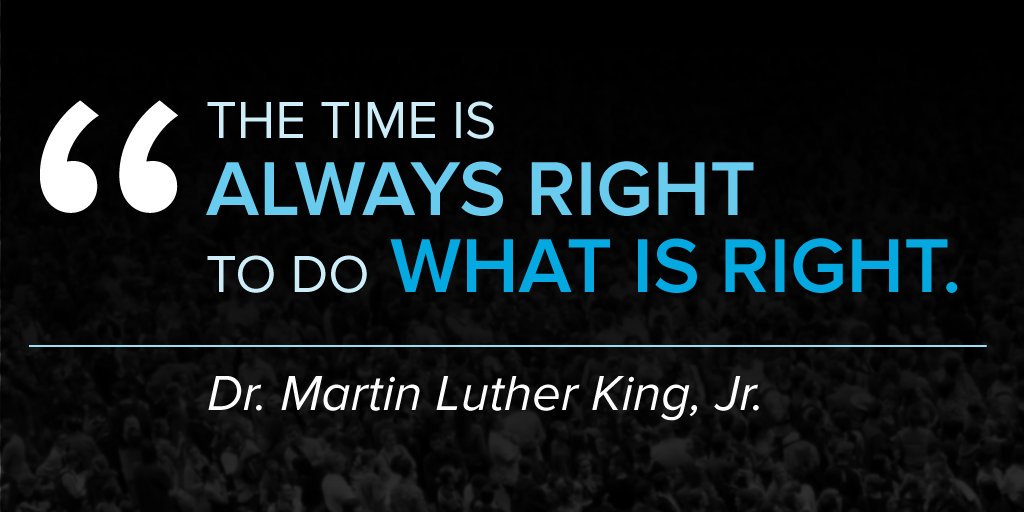 “ THE TIME IS
ALWAYS RIGHT
TO DO WHAT IS RIGHT.
Dr. Martin Luther King, Jr.